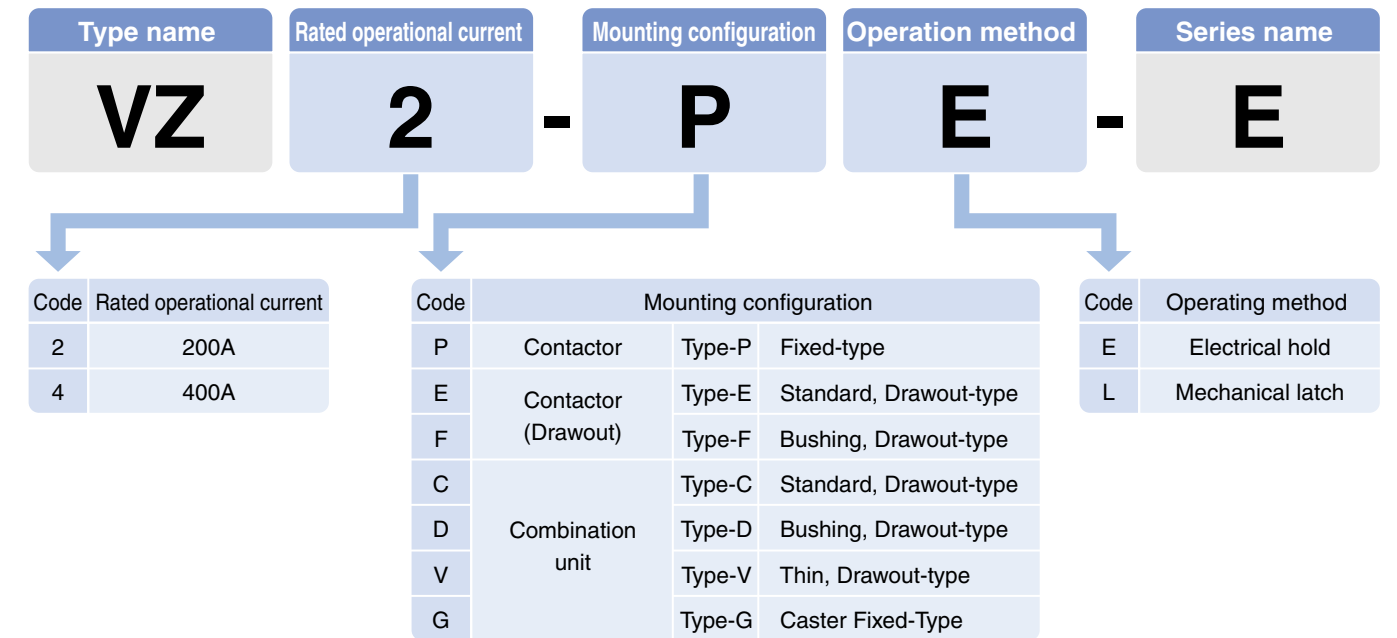 Type name Rated operational current Mounting configuration Operation method Series name
VZ 2 - P E - E
Code Rated operational current
2 200A
4 400A
Code Mounting configuration
P Contactor Type-P Fixed-type
E Contactor (Drawout) Type-E Standard, Drawout-type
F Type-F Bushing, Drawout-type
C Combination unit Type-C Standard, Drawout-type
D Type-D Bushing, Drawout-type
V Type-V Thin, Drawout-type
G Type-G Caster Fixed-Type
Code Operating method
E Electrical hold
L Mechanical latch